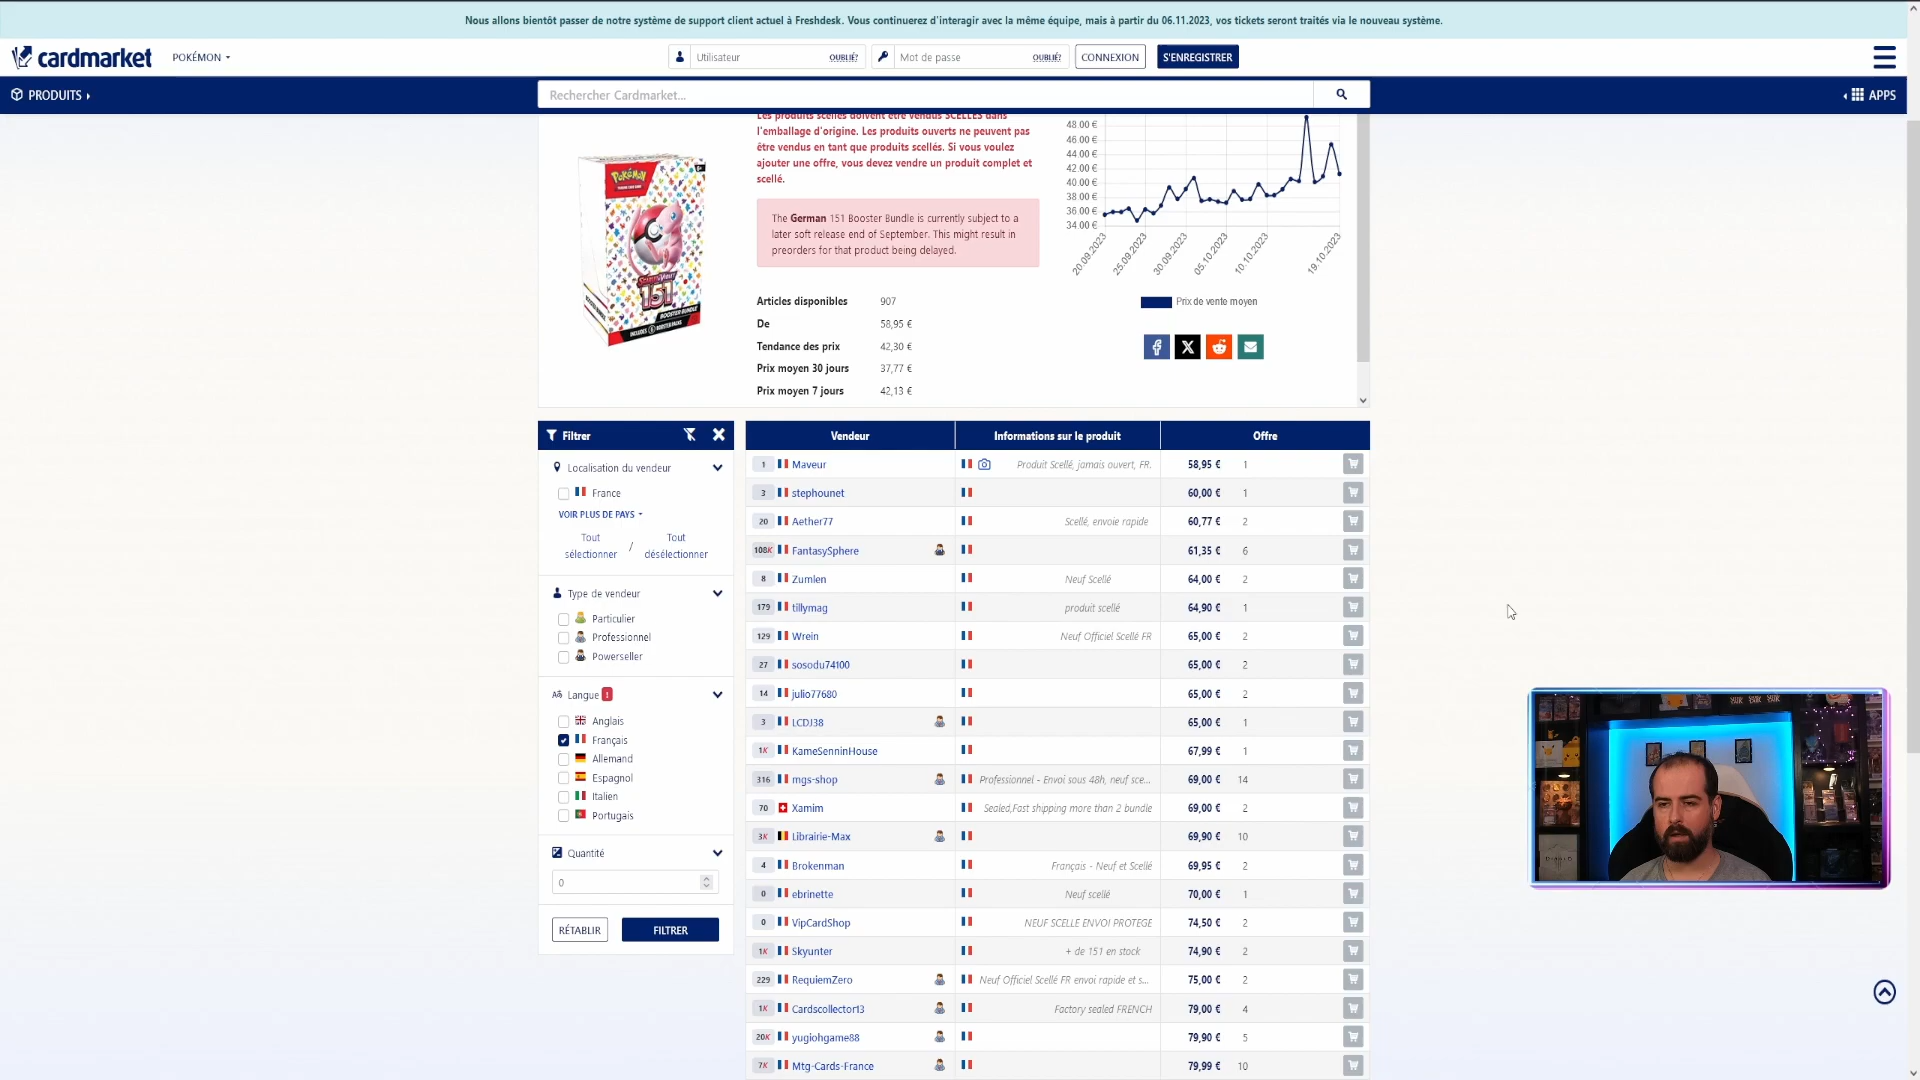 Nous allons bientôt passer de notre système de support client actuel à Freshdesk. Vous continuerez d'interagir avec la même équipe, mais à partir du 06.11.2023, vos tickets seront traités via le nouveau système.
cardmarket
POKÉMON
Utilisateur
OUBLIÉ?
Mot de passe
OUBLIÉ?
CONNEXION
S'ENREGISTRER
PRODUITS
Rechercher Cardmarket...
APPS
Les produits scellés doivent être vendus SCELLÉS dans
l'emballage d'origine. Les produits ouverts ne peuvent pas
être vendus en tant que produits scellés. Si vous voulez
ajouter une offre, vous devez vendre un produit complet et
scellé.
The German 151 Booster Bundle is currently subject to a
later soft release end of September. This might result in
preorders for that product being delayed.
Articles disponibles 907
De 58,95 €
Tendance des prix 42,30 €
Prix moyen 30 jours 37,77 €
Prix moyen 7 jours 42,13 €
POKÉMON
151
BOOSTER BUNDLE
48.00 €
46.00 €
44.00 €
42.00 €
40.00 €
38.00 €
36.00 €
34.00 €
20.09.2023
25.09.2023
30.09.2023
05.10.2023
10.10.2023
19.10.2023
Prix de vente moyen
Filtrer
Localisation du vendeur
France
VOIR PLUS DE PAYS
Tout sélectionner / Tout désélectionner
Type de vendeur
Particulier
Professionnel
Powerseller
Langue !
Anglais
Français
Allemand
Espagnol
Italien
Portugais
Quantité
0
RÉTABLIR
FILTRER
Vendeur Informations sur le produit Offre
1 Maveur Produit Scellé, jamais ouvert, FR. 58,95 € 1
3 stephounet 60,00 € 1
20 Aether77 Scellé, envoie rapide 60,77 € 2
108K FantasySphere 61,35 € 6
8 Zumlen Neuf Scellé 64,00 € 2
179 tillymag produit scellé 64,90 € 1
129 Wrein Neuf Officiel Scellé FR 65,00 € 2
27 sosodu74100 65,00 € 2
14 julio77680 65,00 € 2
3 LCDJ38 65,00 € 1
1K KameSenninHouse 67,99 € 1
316 mgs-shop Professionnel - Envoi sous 48h, neuf sce... 69,00 € 14
70 Xamim Sealed,Fast shipping more than 2 bundle 69,00 € 2
3K Librairie-Max 69,90 € 10
4 Brokenman Français - Neuf et Scellé 69,95 € 2
0 ebrinette Neuf scellé 70,00 € 1
0 VipCardShop NEUF SCELLE ENVOI PROTEGE 74,50 € 2
1K Skyunter + de 151 en stock 74,90 € 2
229 RequiemZero Neuf Officiel Scellé FR envoi rapide et s... 75,00 € 2
1K Cardscollector13 Factory sealed FRENCH 79,00 € 4
20K yugiohgame88 79,90 € 5
7K Mtg-Cards-France 79,99 € 10